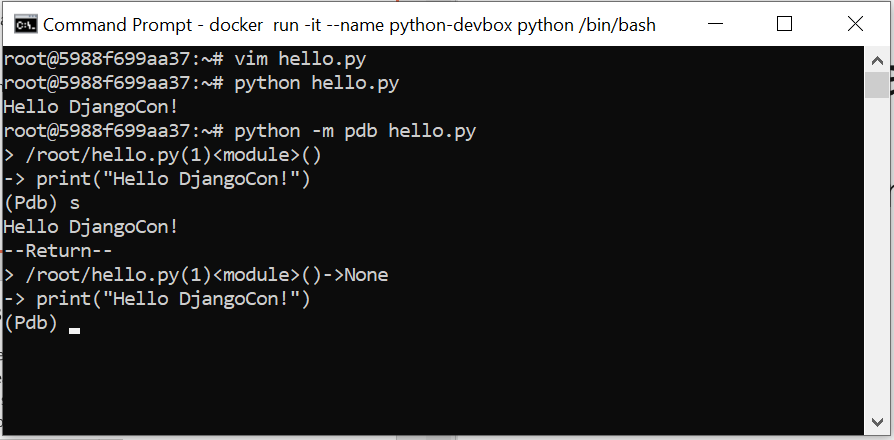 Command Prompt - docker  run -it --name python-devbox python /bin/bash
root@5988f699aa37:~# vim hello.py
root@5988f699aa37:~# python hello.py
Hello DjangoCon!
root@5988f699aa37:~# python -m pdb hello.py
> /root/hello.py(1)<module>()
-> print("Hello DjangoCon!")
(Pdb) s
Hello DjangoCon!
--Return--
> /root/hello.py(1)<module>()->None
-> print("Hello DjangoCon!")
(Pdb)